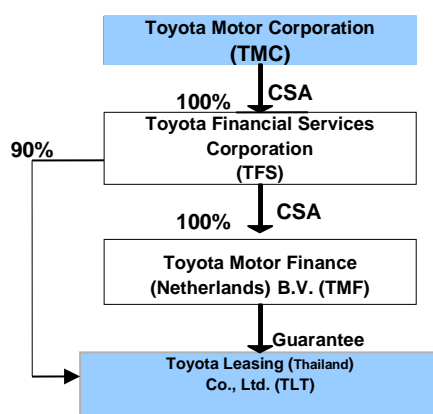 Toyota Motor Corporation
(TMC)
100%
CSA
Toyota Financial Services
Corporation
(TFS)
90%
100%
CSA
Toyota Motor Finance
(Netherlands) B.V. (TMF)
Guarantee
Toyota Leasing (Thailand)
Co., Ltd. (TLT)